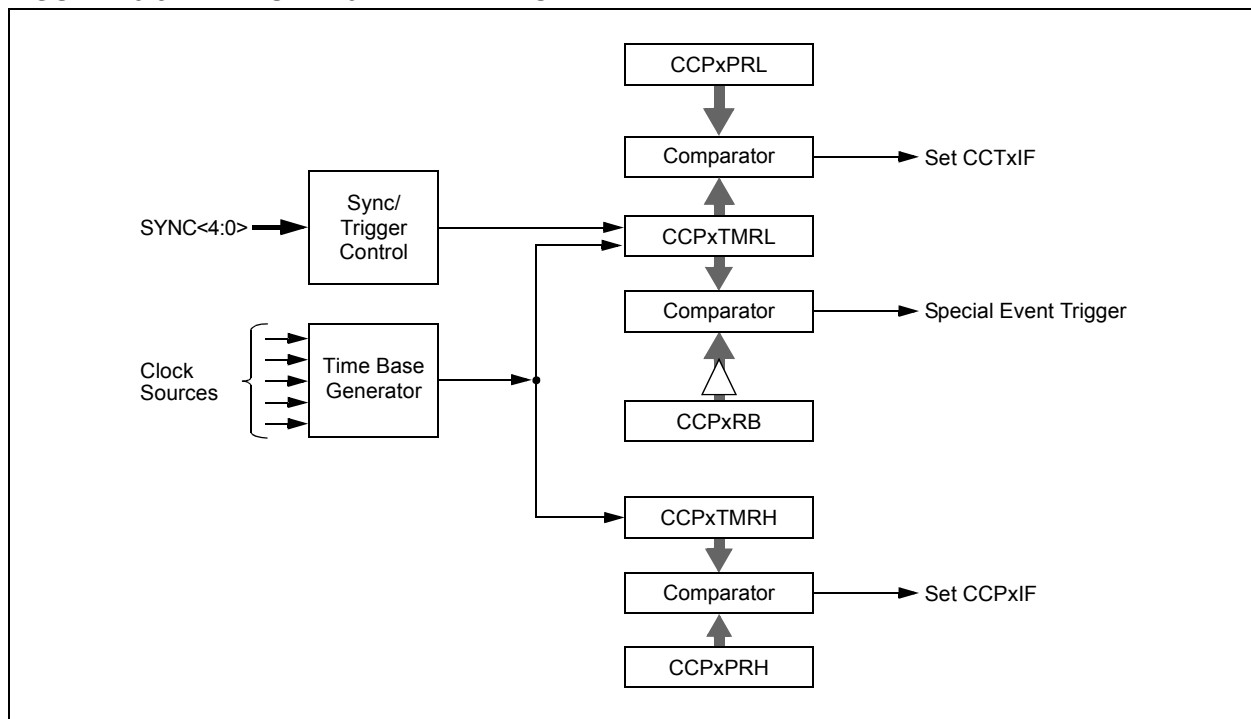 CCPxPRL
Comparator
Set CCTxIF
Sync/
Trigger
Control
SYNC<4:0>
CCPxTMRL
Comparator
Special Event Trigger
Clock
Sources
Time Base
Generator
CCPxRB
CCPxTMRH
Comparator
Set CCPxIF
CCPxPRH